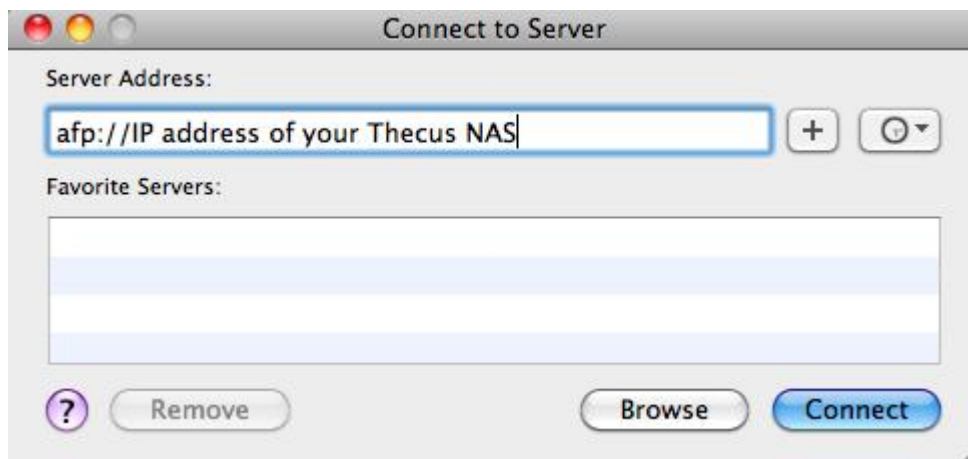 Connect to Server
Server Address:
afp://IP address of your Thecus NAS
+
Favorite Servers:
? Remove Browse Connect